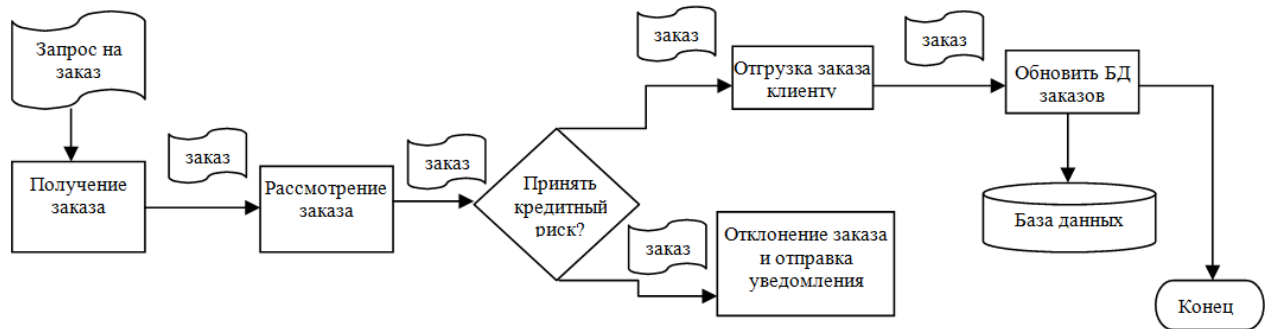 Запрос на
заказ
Получение
заказа
заказ
Рассмотрение
заказа
заказ
Принять
кредитный
риск?
заказ
Отгрузка заказа
клиенту
заказ
Обновить БД
заказов
База данных
Конец
заказ
Отклонение заказа
и отправка
уведомления